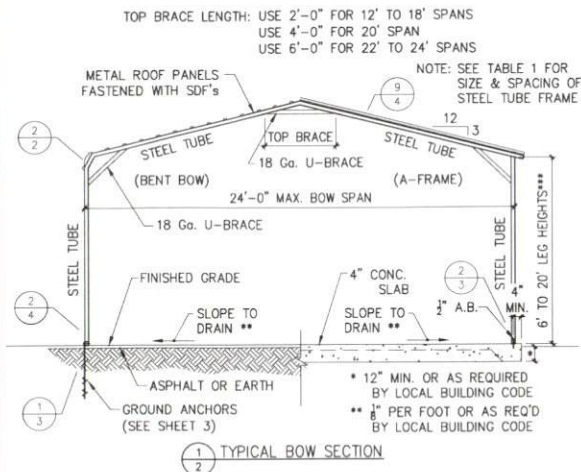 TOP BRACE LENGTH: USE 2'-0" FOR 12' TO 18' SPANS
USE 4'-0" FOR 20' SPAN
USE 6'-0" FOR 22' TO 24' SPANS
NOTE: SEE TABLE 1 FOR
SIZE & SPACING OF
STEEL TUBE FRAME
METAL ROOF PANELS
FASTENED WITH SDF's
9
4
12
3
2
2
STEEL TUBE
TOP BRACE
STEEL TUBE
18 Ga. U-BRACE
(BENT BOW)
(A-FRAME)
24'-0" MAX. BOW SPAN
18 Ga. U-BRACE
STEEL TUBE
STEEL TUBE
6' TO 20' LEG HEIGHTS***
FINISHED GRADE
4" CONC.
SLAB
2
3
4"
MIN.
2
4
SLOPE TO
DRAIN **
SLOPE TO
DRAIN **
½" A.B.
*
ASPHALT OR EARTH
* 12" MIN. OR AS REQUIRED
BY LOCAL BUILDING CODE
1
3
GROUND ANCHORS
(SEE SHEET 3)
** ⅛" PER FOOT OR AS REQ'D
BY LOCAL BUILDING CODE
1
2
TYPICAL BOW SECTION